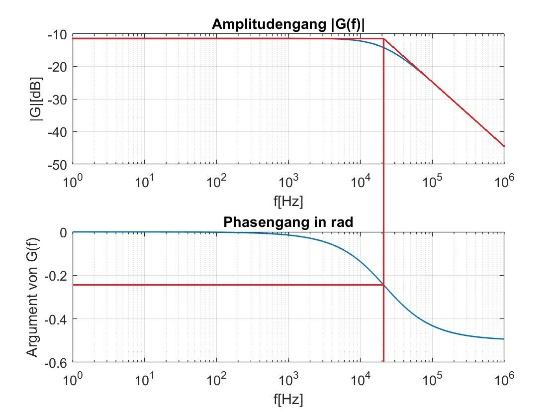 Amplitudengang |G(f)|
-10
-20
-30
-40
-50
|G|[dB]
10^0 10^1 10^2 10^3 10^4 10^5 10^6
f[Hz]
Phasengang in rad
0
-0.2
-0.4
-0.6
Argument von G(f)
10^0 10^1 10^2 10^3 10^4 10^5 10^6
f[Hz]